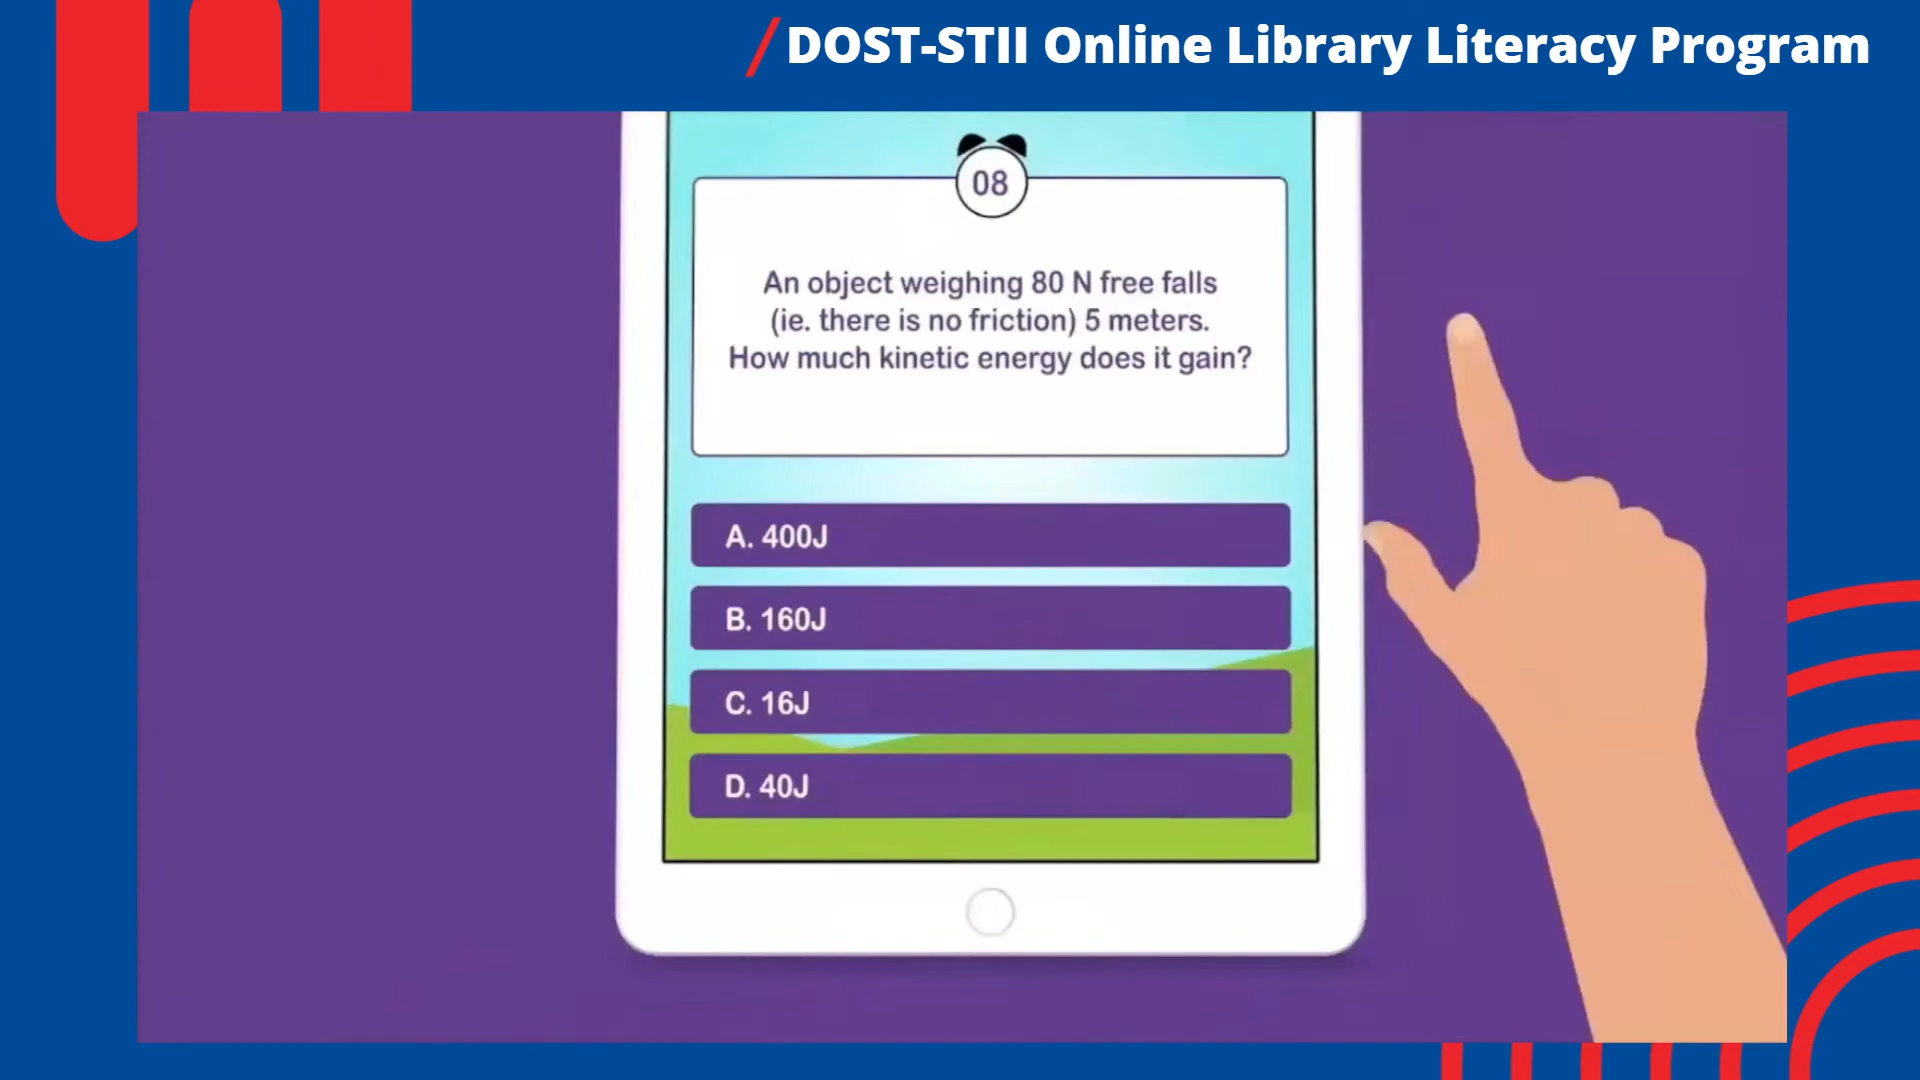 DOST-STII Online Library Literacy Program
08
An object weighing 80 N free falls
(ie. there is no friction) 5 meters.
How much kinetic energy does it gain?
A. 400J
B. 160J
C. 16J
D. 40J